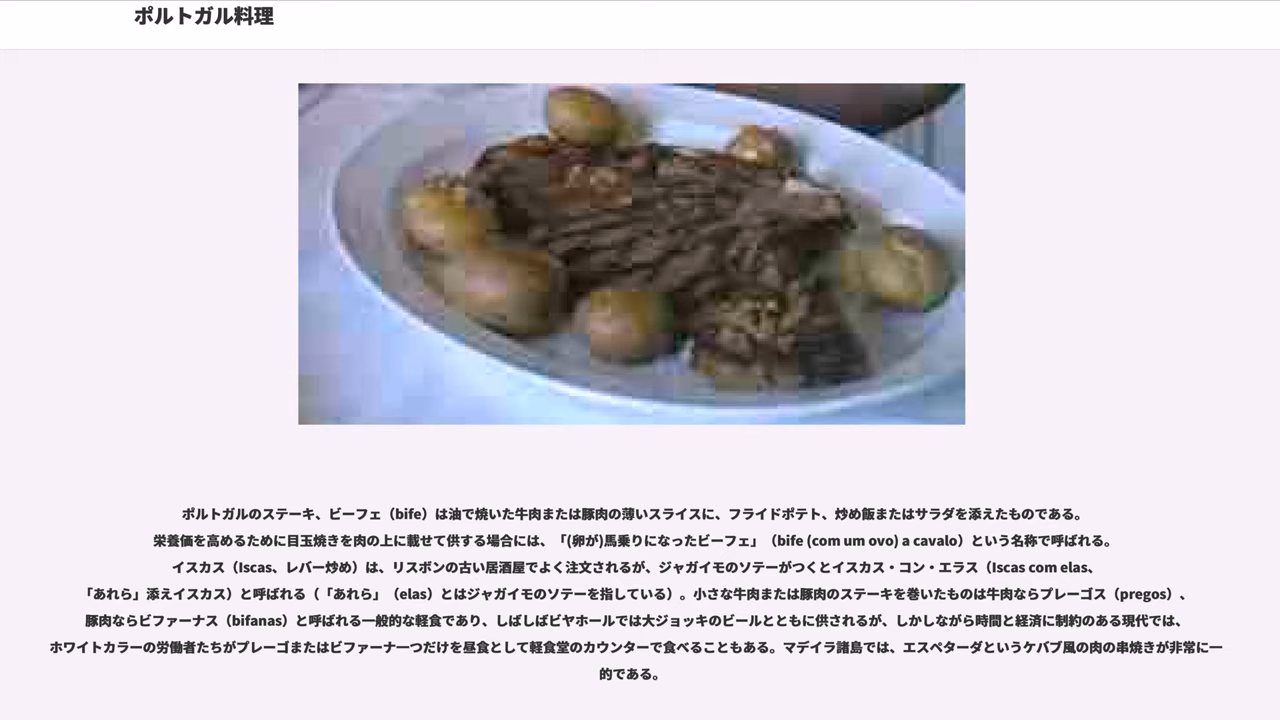 ポルトガル料理
ポルトガルのステーキ、ビーフェ（bife）は油で焼いた牛肉または豚肉の薄いスライスに、フライドポテト、炒め飯またはサラダを添えたものである。
栄養価を高めるために目玉焼きを肉の上に載せて供する場合には、「(卵が)馬乗りになったビーフェ」（bife (com um ovo) a cavalo）という名称で呼ばれる。
イスカス（Iscas、レバー炒め）は、リスボンの古い居酒屋でよく注文されるが、ジャガイモのソテーがつくとイスカス・コン・エラス（Iscas com elas、
「あれら」添えイスカス）と呼ばれる（「あれら」（elas）とはジャガイモのソテーを指している）。小さな牛肉または豚肉のステーキを巻いたものは牛肉ならプレーゴス（pregos）、
豚肉ならビファーナス（bifanas）と呼ばれる一般的な軽食であり、しばしばビヤホールでは大ジョッキのビールとともに供されるが、しかしながら時間と経済に制約のある現代では、
ホワイトカラーの労働者たちがプレーゴまたはビファーナ一つだけを昼食として軽食堂のカウンターで食べることもある。マデイラ諸島では、エスペターダというケバブ風の肉の串焼きが非常に一
的である。